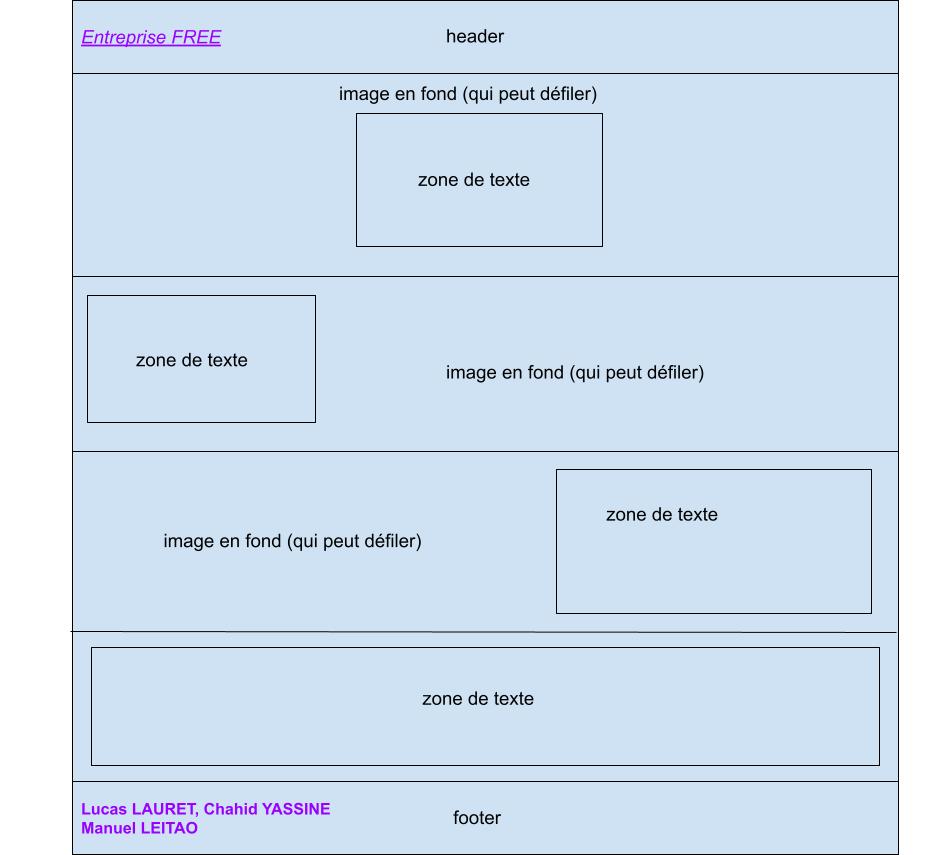 Entreprise FREE
header
image en fond (qui peut défiler)
zone de texte
zone de texte
image en fond (qui peut défiler)
image en fond (qui peut défiler)
zone de texte
zone de texte
Lucas LAURET, Chahid YASSINE
Manuel LEITAO
footer